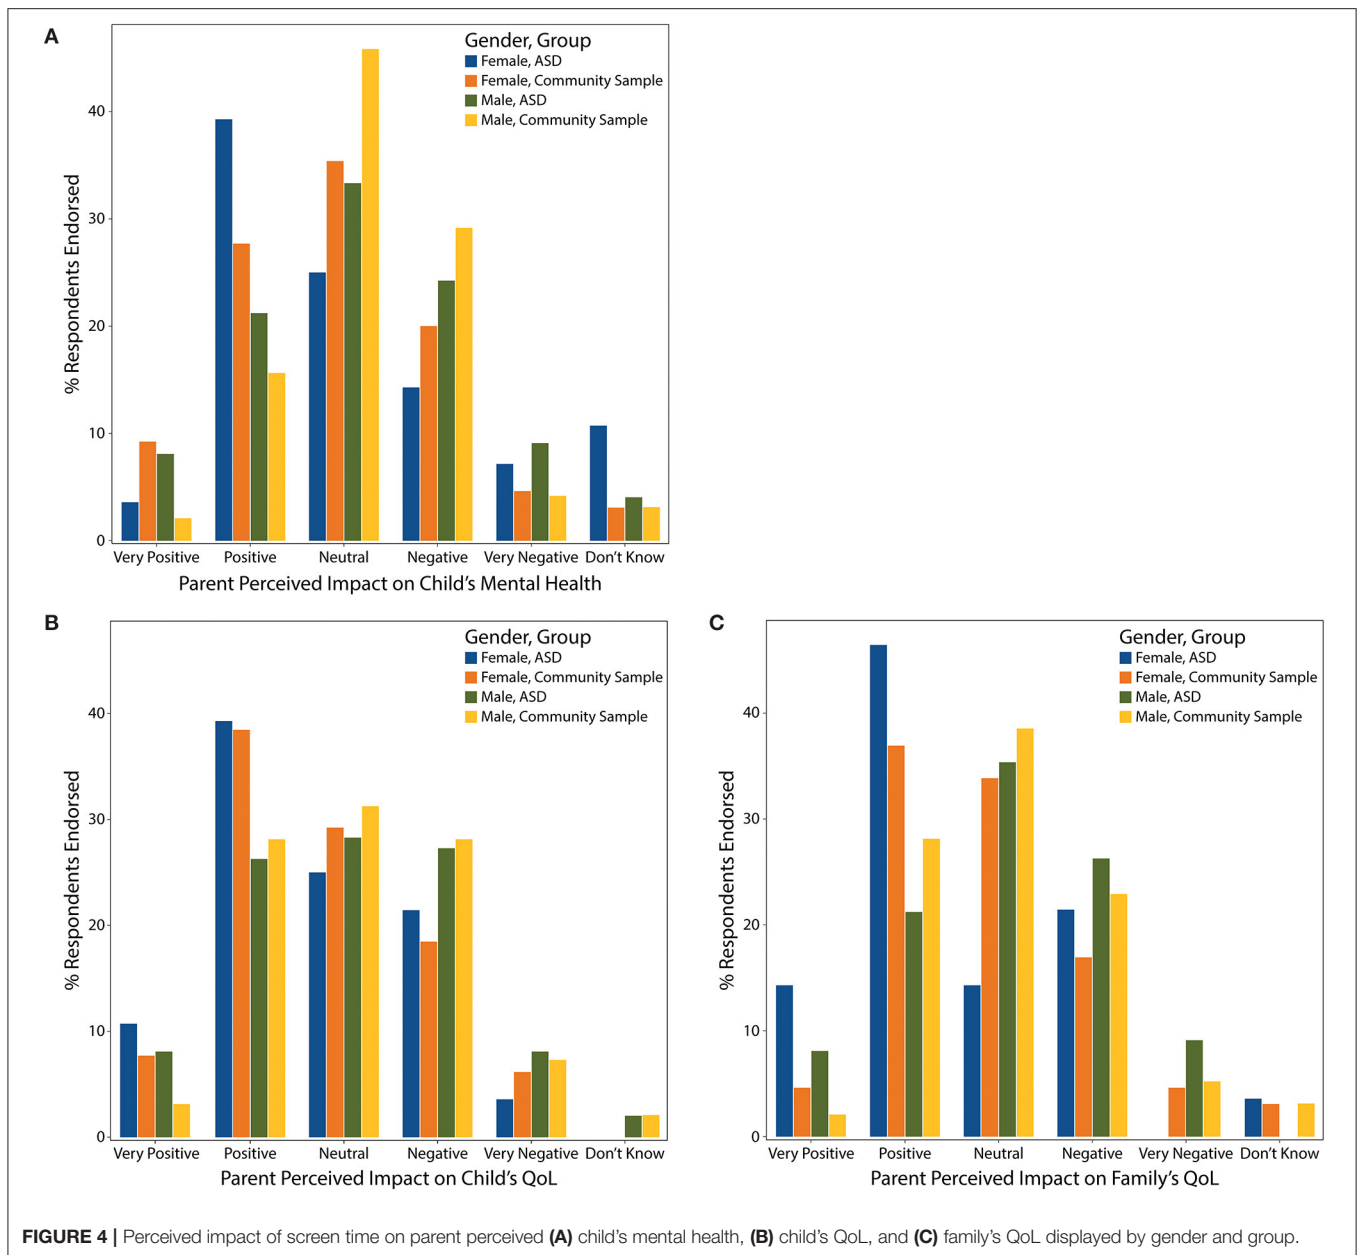 A
Gender, Group
Female, ASD
Female, Community Sample
Male, ASD
Male, Community Sample
% Respondents Endorsed
40
30
20
10
0
Very Positive Positive Neutral Negative Very Negative Don't Know
Parent Perceived Impact on Child's Mental Health
B
Gender, Group
Female, ASD
Female, Community Sample
Male, ASD
Male, Community Sample
% Respondents Endorsed
40
30
20
10
0
Very Positive Positive Neutral Negative Very Negative Don't Know
Parent Perceived Impact on Child's QoL
C
Gender, Group
Female, ASD
Female, Community Sample
Male, ASD
Male, Community Sample
% Respondents Endorsed
40
30
20
10
0
Very Positive Positive Neutral Negative Very Negative Don't Know
Parent Perceived Impact on Family's QoL
FIGURE 4 | Perceived impact of screen time on parent perceived (A) child's mental health, (B) child's QoL, and (C) family's QoL displayed by gender and group.